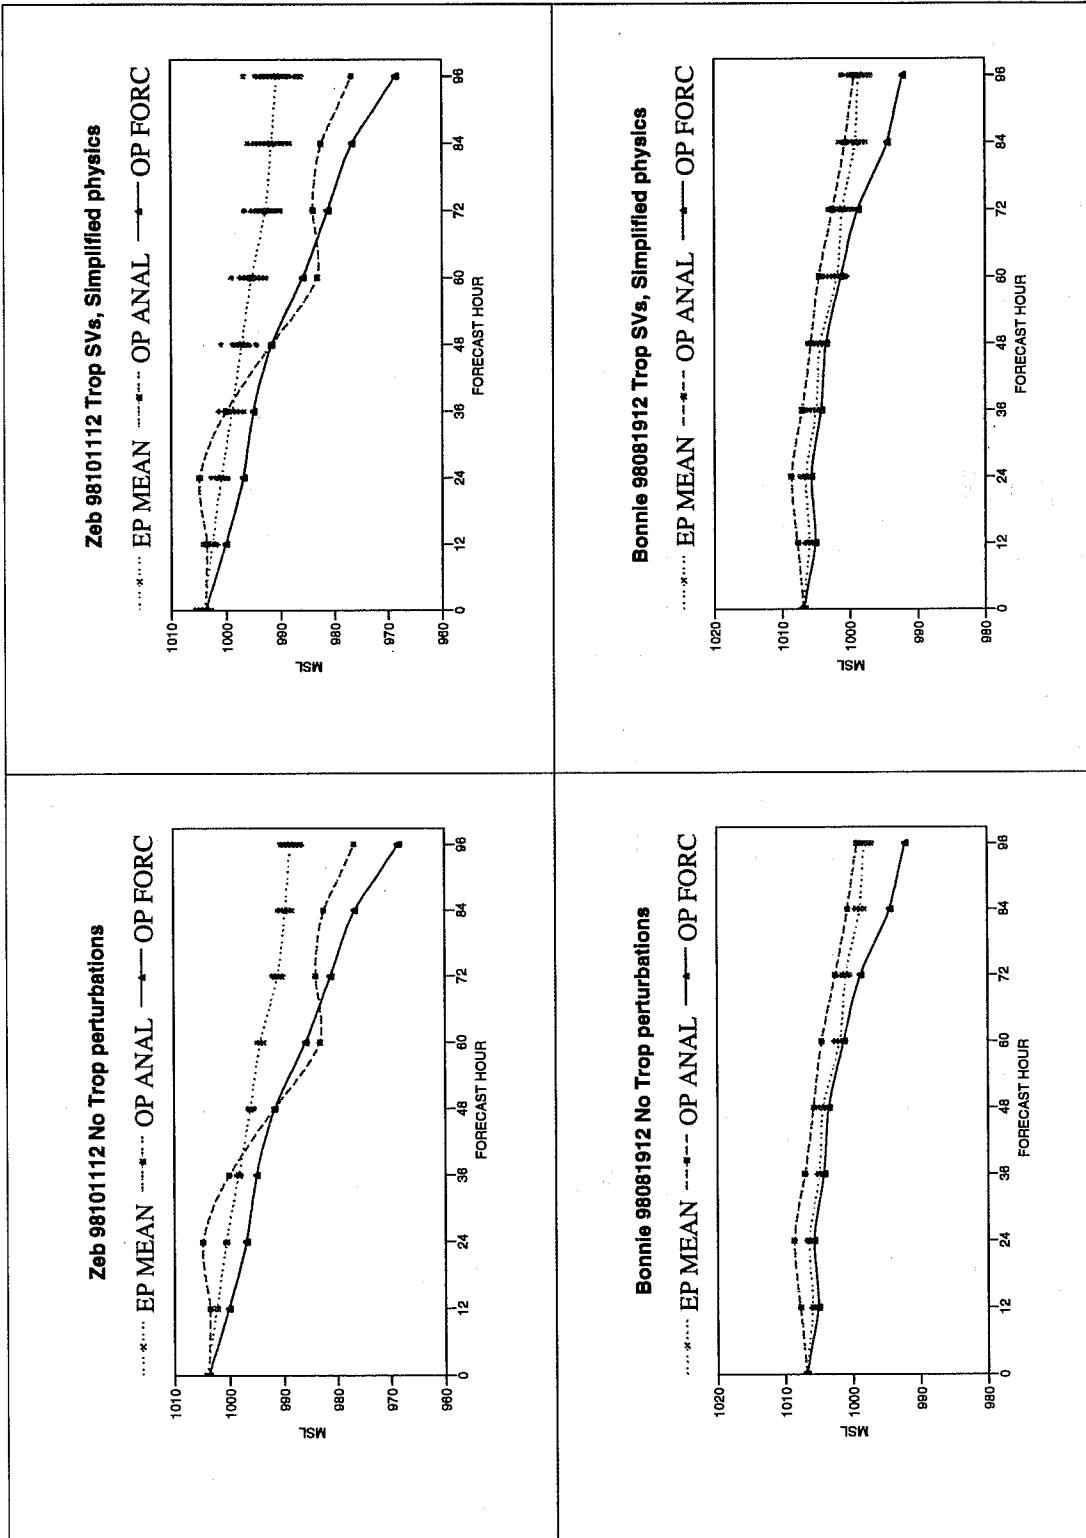 Zeb 98101112 No Trop perturbations
EP MEAN OP ANAL OP FORC
1010
1000
990
980
970
960
MSL
0 12 24 36 48 60 72 84 96
FORECAST HOUR
Zeb 98101112 Trop SVs, Simplified physics
EP MEAN OP ANAL OP FORC
1010
1000
990
980
970
960
MSL
0 12 24 36 48 60 72 84 96
FORECAST HOUR
Bonnie 98081912 No Trop perturbations
EP MEAN OP ANAL OP FORC
1020
1010
1000
990
980
MSL
0 12 24 36 48 60 72 84 96
FORECAST HOUR
Bonnie 98081912 Trop SVs, Simplified physics
EP MEAN OP ANAL OP FORC
1020
1010
1000
990
980
MSL
0 12 24 36 48 60 72 84 96
FORECAST HOUR